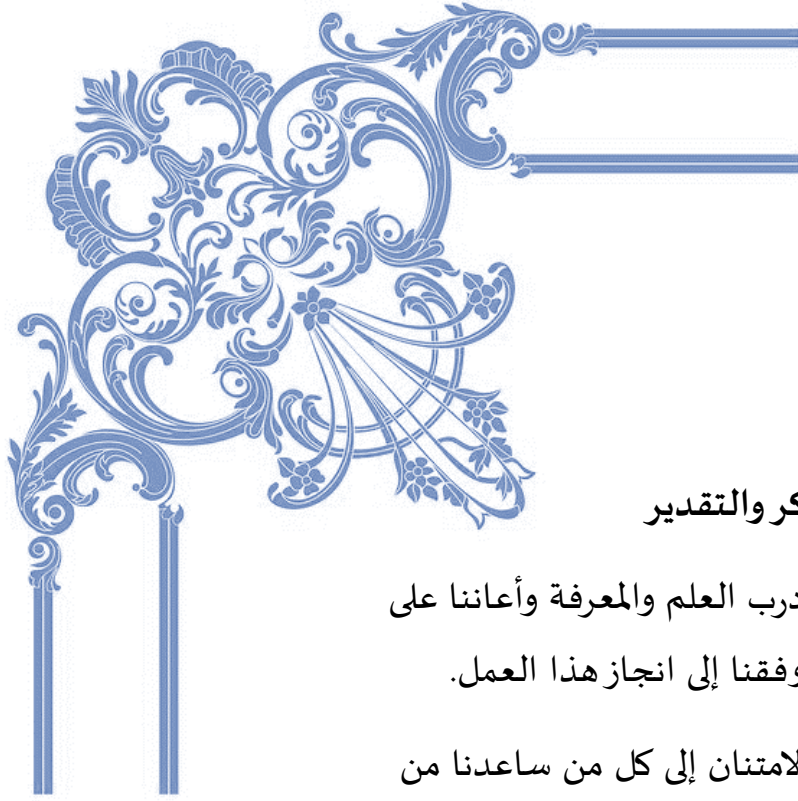 كر والتقدير
درب العلم والمعرفة وأعاننا على
وفقنا إلى انجاز هذا العمل.
لامتنان إلى كل من ساعدنا من